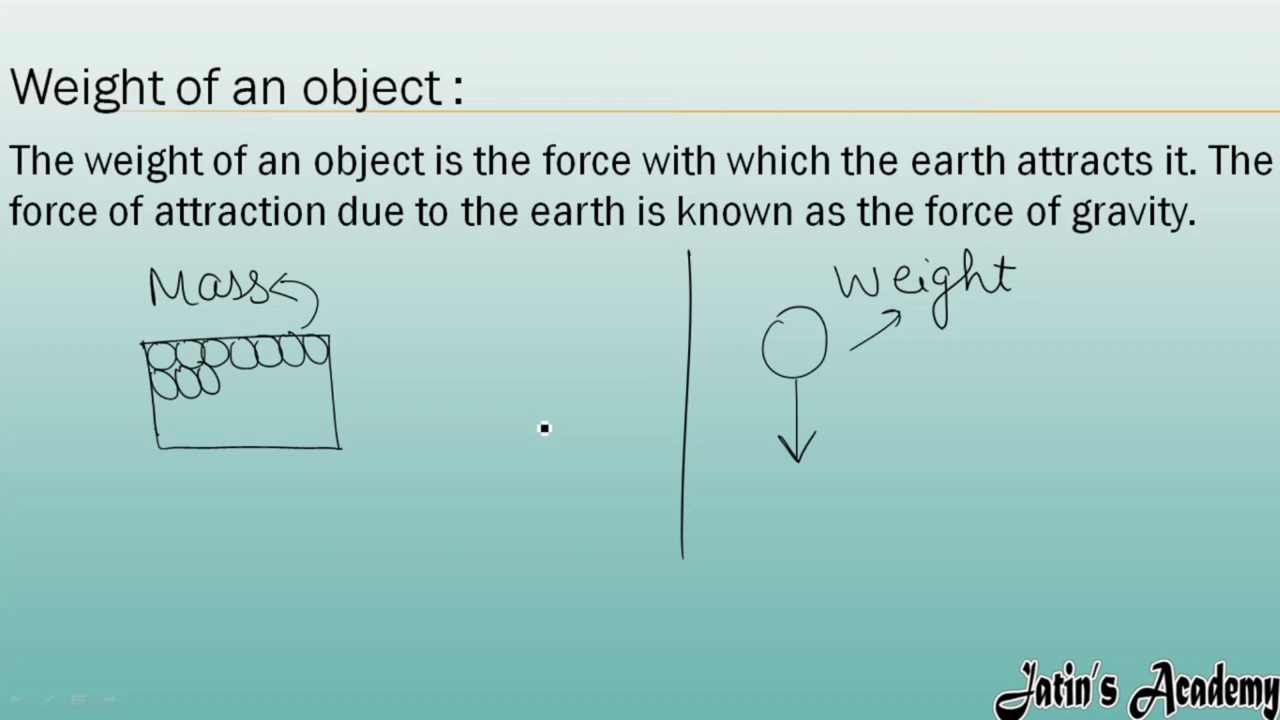 Weight of an object :
The weight of an object is the force with which the earth attracts it. The
force of attraction due to the earth is known as the force of gravity.
Mass
Weight
Jatin's Academy